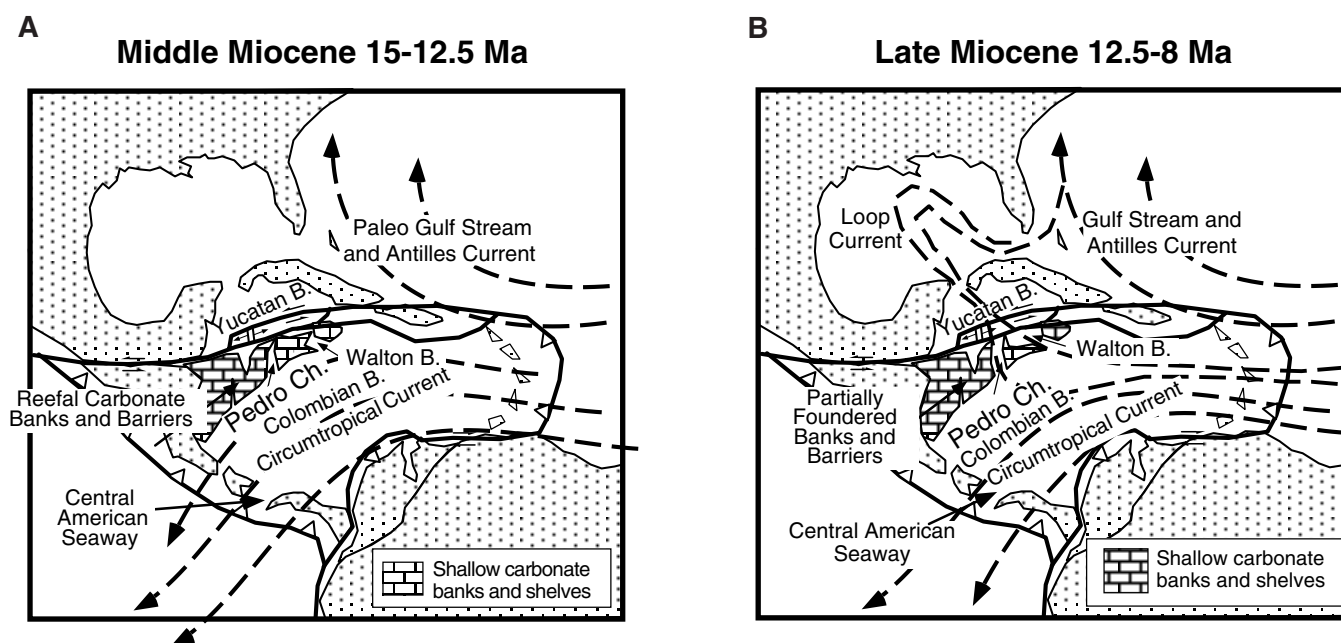 A
Middle Miocene 15-12.5 Ma
Paleo Gulf Stream
and Antilles Current
Yucatan B.
Walton B.
Pedro Ch.
Colombian B.
Circumtropical Current
Reefal Carbonate
Banks and Barriers
Central
American
Seaway
Shallow carbonate
banks and shelves
B
Late Miocene 12.5-8 Ma
Loop
Current
Gulf Stream and
Antilles Current
Yucatan B.
Walton B.
Pedro Ch.
Colombian B.
Circumtropical Current
Partially
Foundered
Banks and
Barriers
Central American
Seaway
Shallow carbonate
banks and shelves